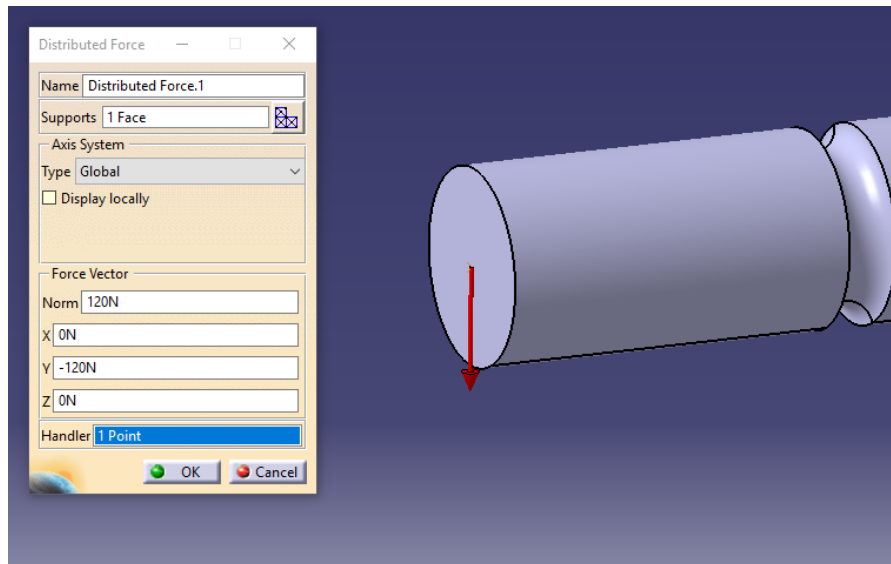 Distributed Force
Name Distributed Force.1
Supports 1 Face
Axis System
Type Global
Display locally
Force Vector
Norm 120N
X 0N
Y -120N
Z 0N
Handler 1 Point
OK Cancel